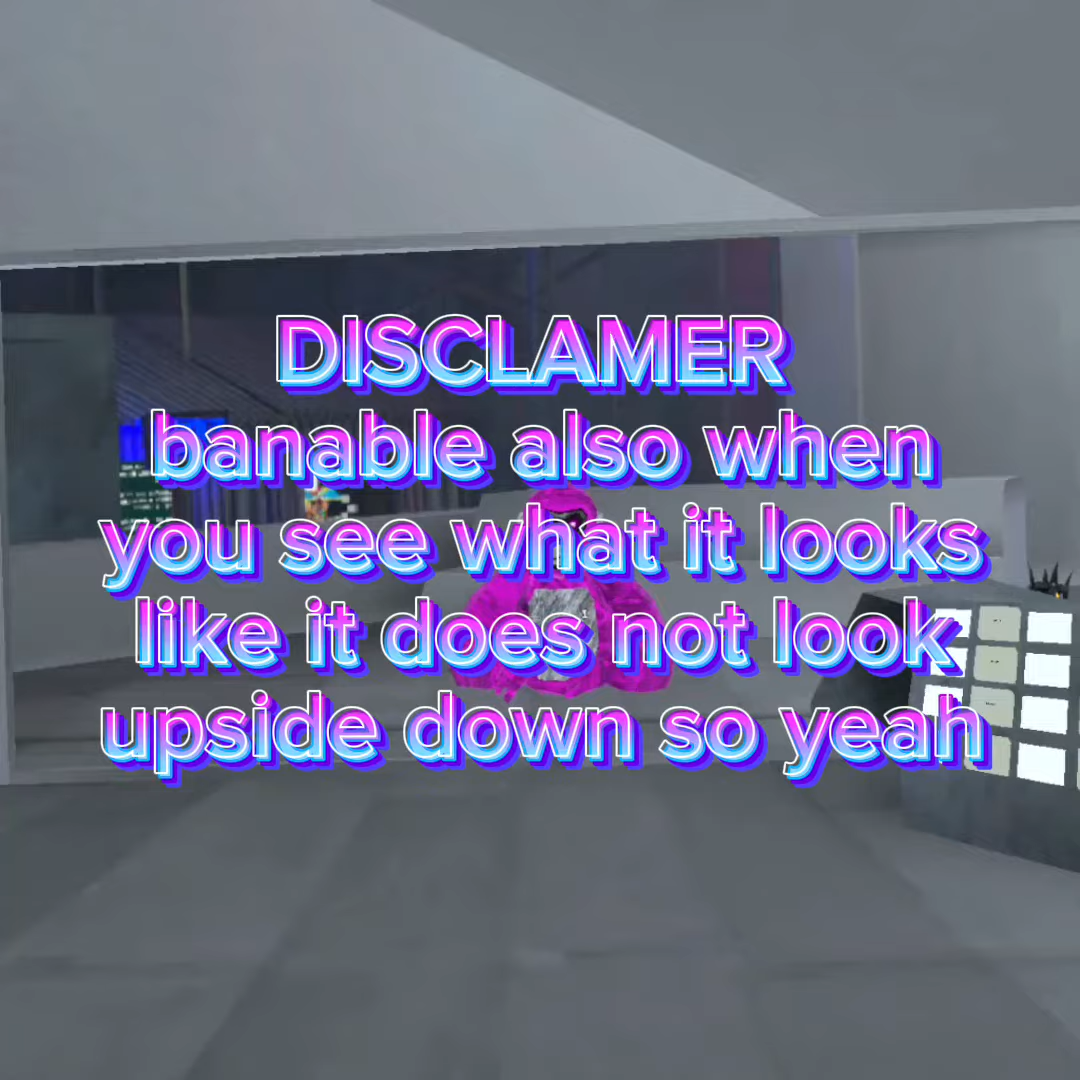 DISCLAMER
banable also when
you see what it looks
like it does not look
upside down so yeah